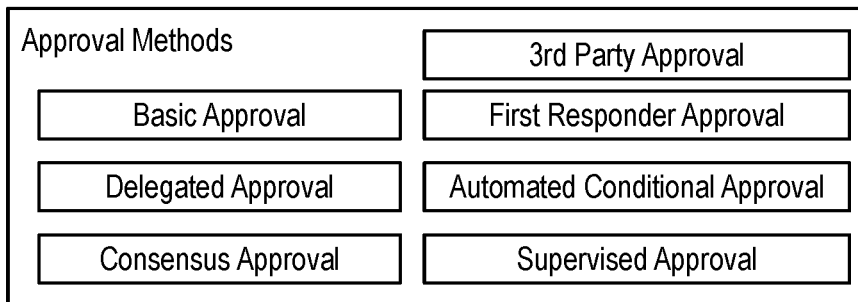 Approval Methods
3rd Party Approval
Basic Approval
First Responder Approval
Delegated Approval
Automated Conditional Approval
Consensus Approval
Supervised Approval